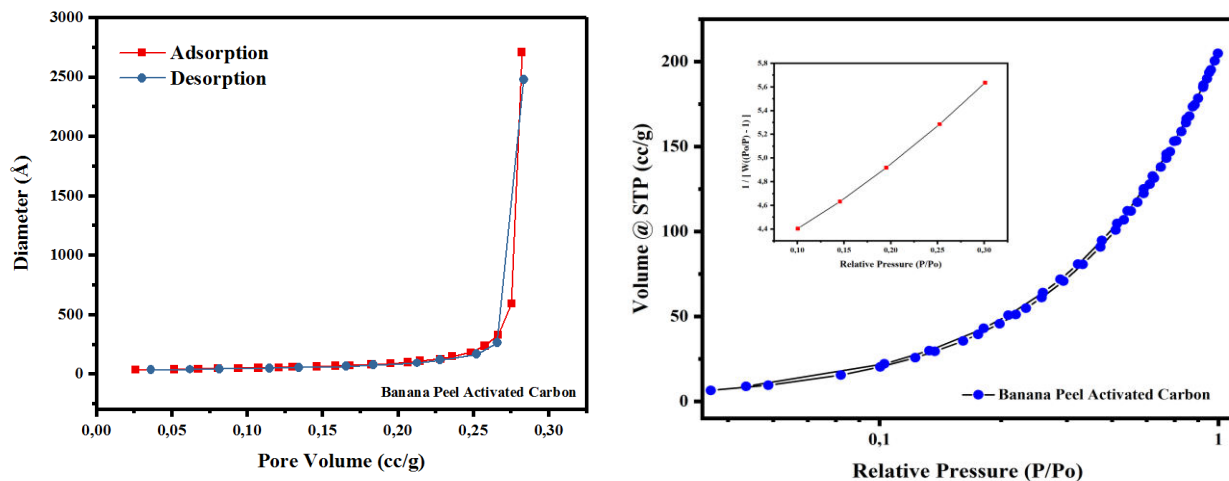 3000
2500
2000
1500
1000
500
0
Diameter (Å)
Adsorption
Desorption
Banana Peel Activated Carbon
0,00 0,05 0,10 0,15 0,20 0,25 0,30
Pore Volume (cc/g)
200
150
100
50
0
Volume @ STP (cc/g)
5,8
5,6
5,4
5,2
5,0
4,8
4,6
4,4
1 / [ W((Po/P) - 1) ]
0,10 0,15 0,20 0,25 0,30
Relative Pressure (P/Po)
Banana Peel Activated Carbon
0,1 1
Relative Pressure (P/Po)